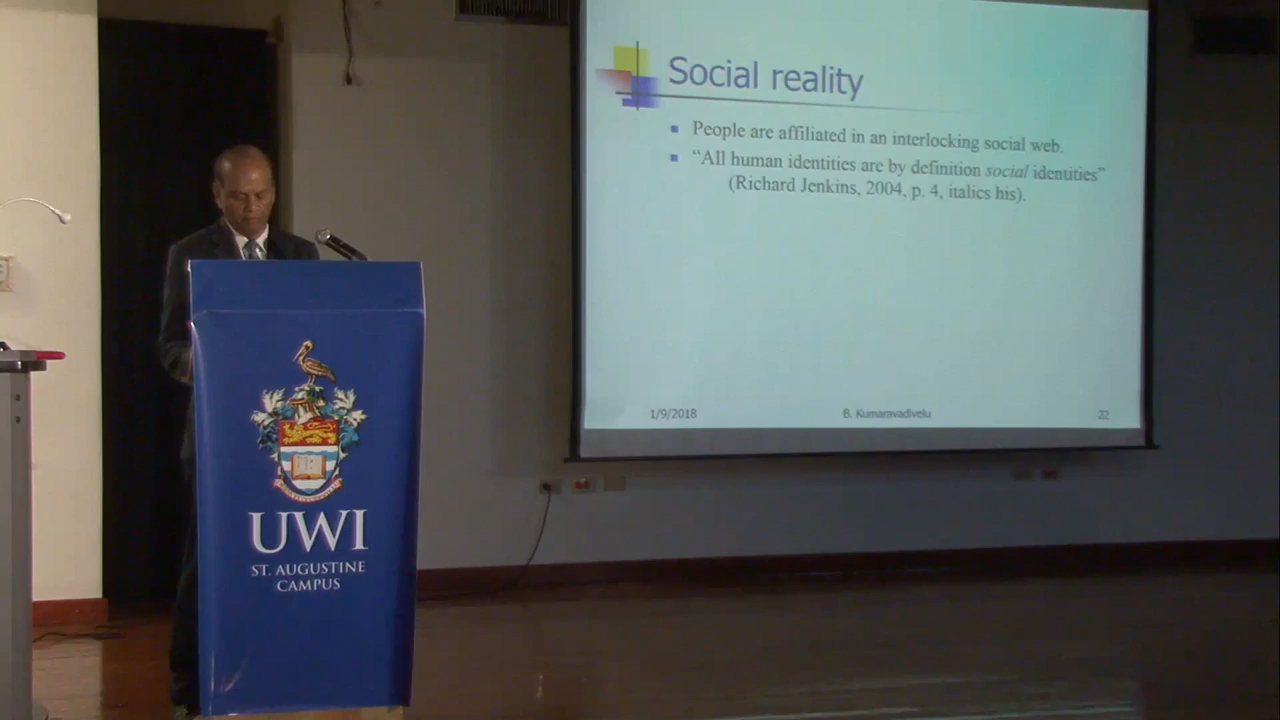 Social reality
People are affiliated in an interlocking social web.
“All human identities are by definition social identities”
(Richard Jenkins, 2004, p. 4, italics his).
1/9/2018
B. Kumaravadivelu
22
UWI
ST. AUGUSTINE
CAMPUS